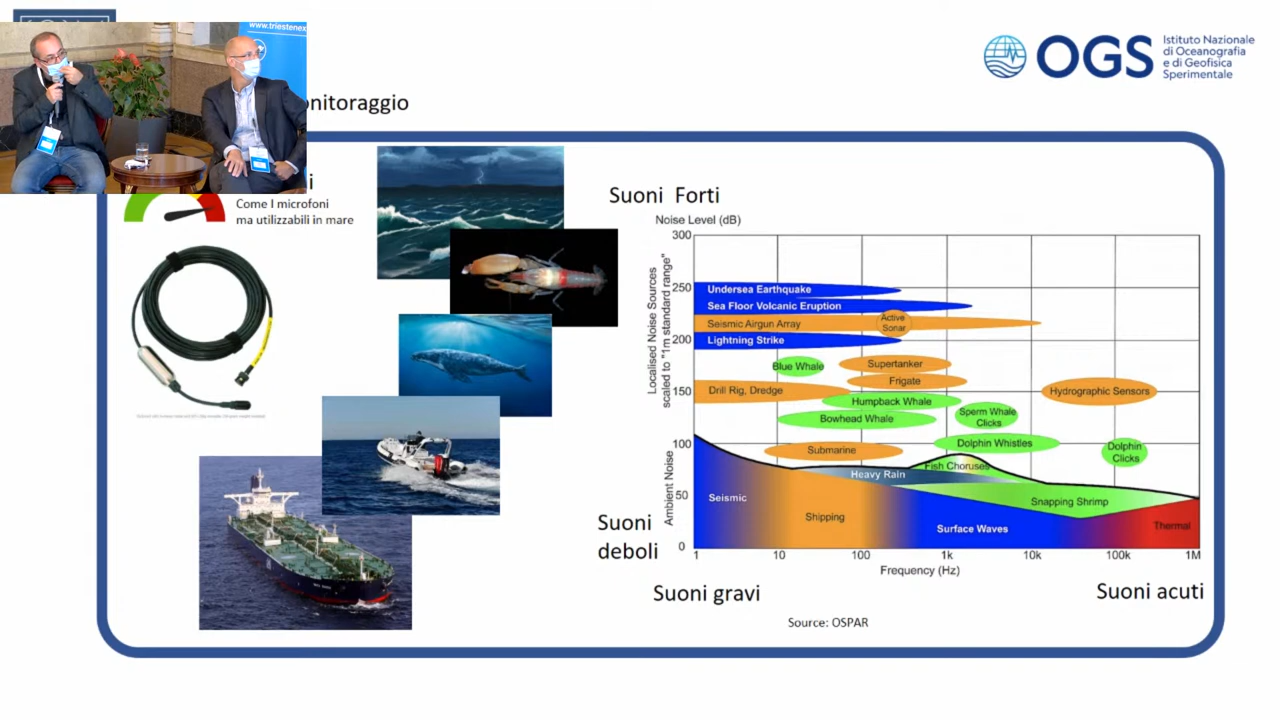 www.triestenex
OGS
Istituto Nazionale
di Oceanografia
e di Geofisica
Sperimentale
onitoraggio
i
Come I microfoni
ma utilizzabili in mare
Suoni Forti
Noise Level (dB)
300
250
200
150
100
50
0
Localised Noise Sources
scaled to "1m standard range"
Ambient Noise
Undersea Earthquake
Sea Floor Volcanic Eruption
Seismic Airgun Array
Active
Sonar
Lightning Strike
Blue Whale
Supertanker
Frigate
Drill Rig, Dredge
Hydrographic Sensors
Humpback Whale
Bowhead Whale
Sperm Whale
Clicks
Submarine
Dolphin Whistles
Dolphin
Clicks
Fish Choruses
Heavy Rain
Seismic
Snapping Shrimp
Shipping
Surface Waves
Thermal
1
10
100
1k
10k
100k
1M
Frequency (Hz)
Suoni
deboli
Suoni gravi
Suoni acuti
Source: OSPAR